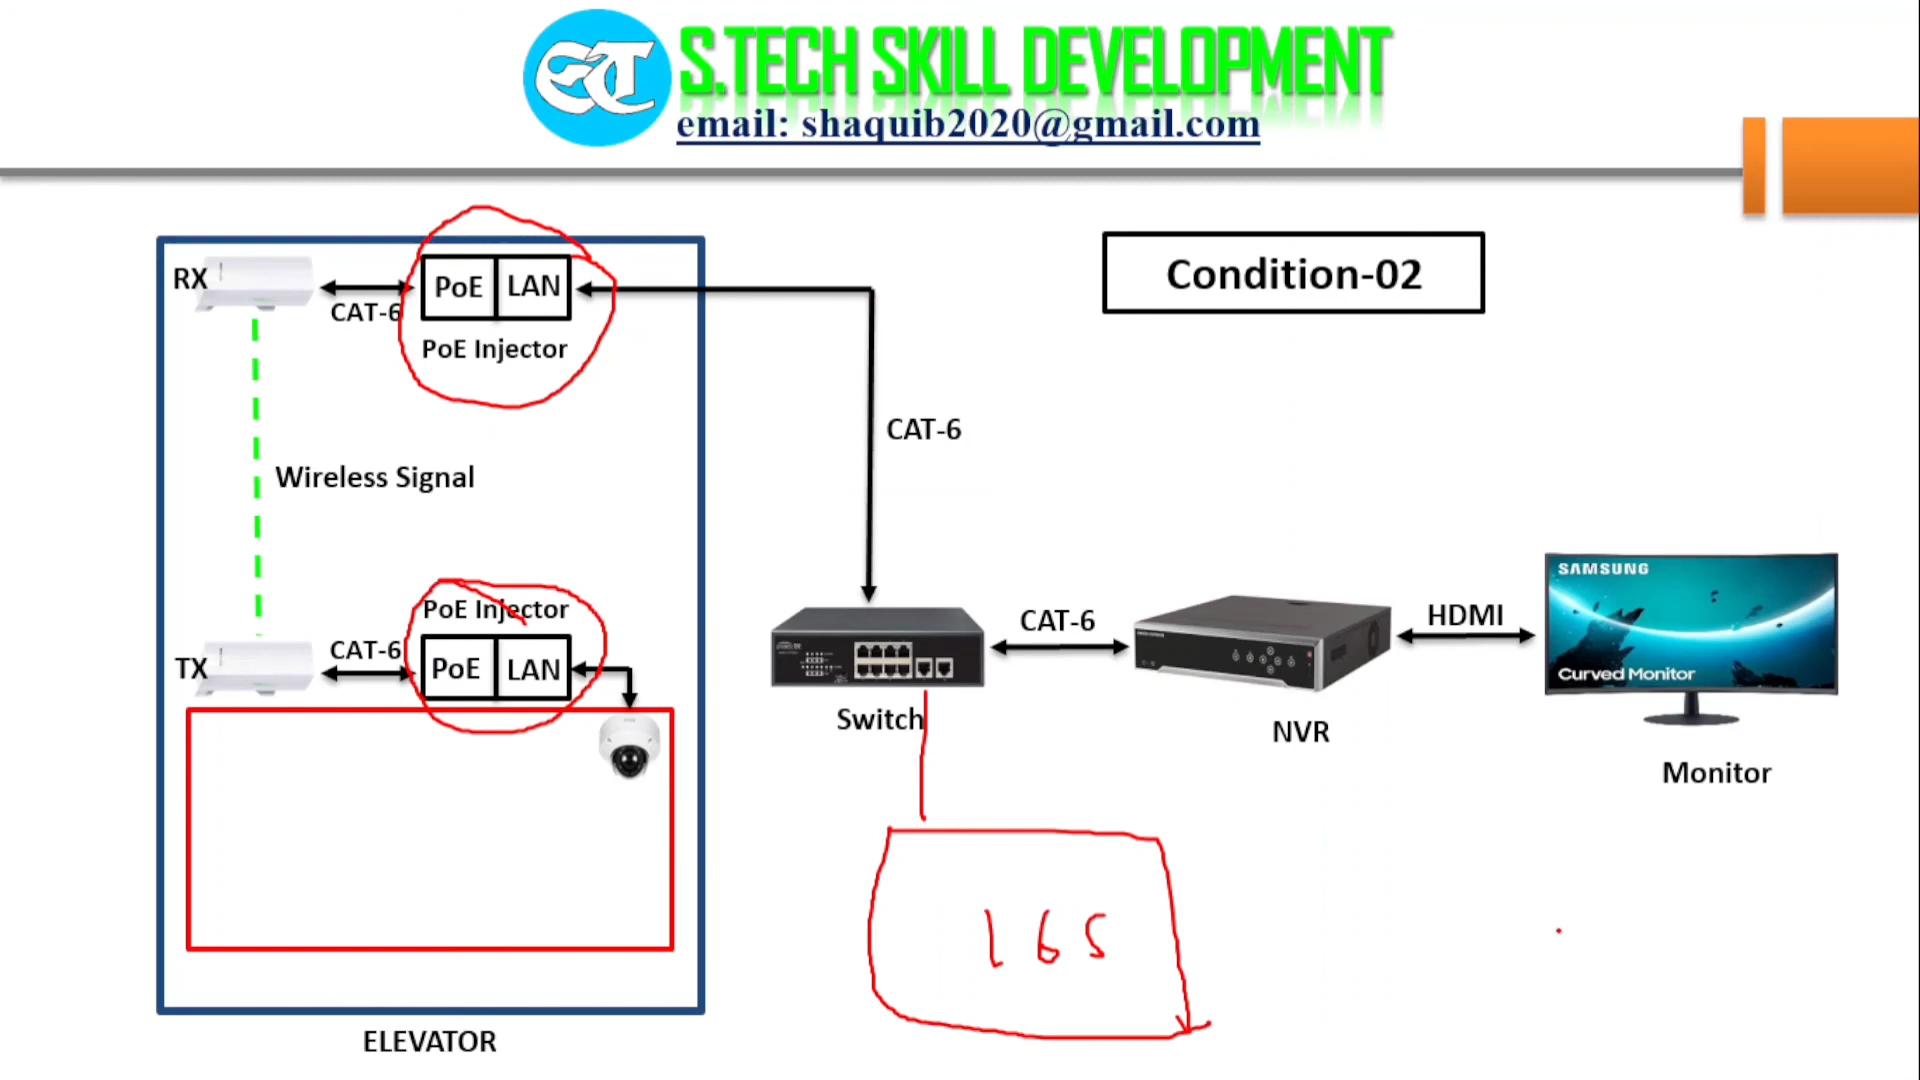 S.TECH SKILL DEVELOPMENT
email: shaquib2020@gmail.com
Condition-02
RX
CAT-6
PoE LAN
PoE Injector
CAT-6
Wireless Signal
PoE Injector
TX
CAT-6
PoE LAN
CAT-6
HDMI
SAMSUNG
Curved Monitor
Switch
NVR
Monitor
165
ELEVATOR